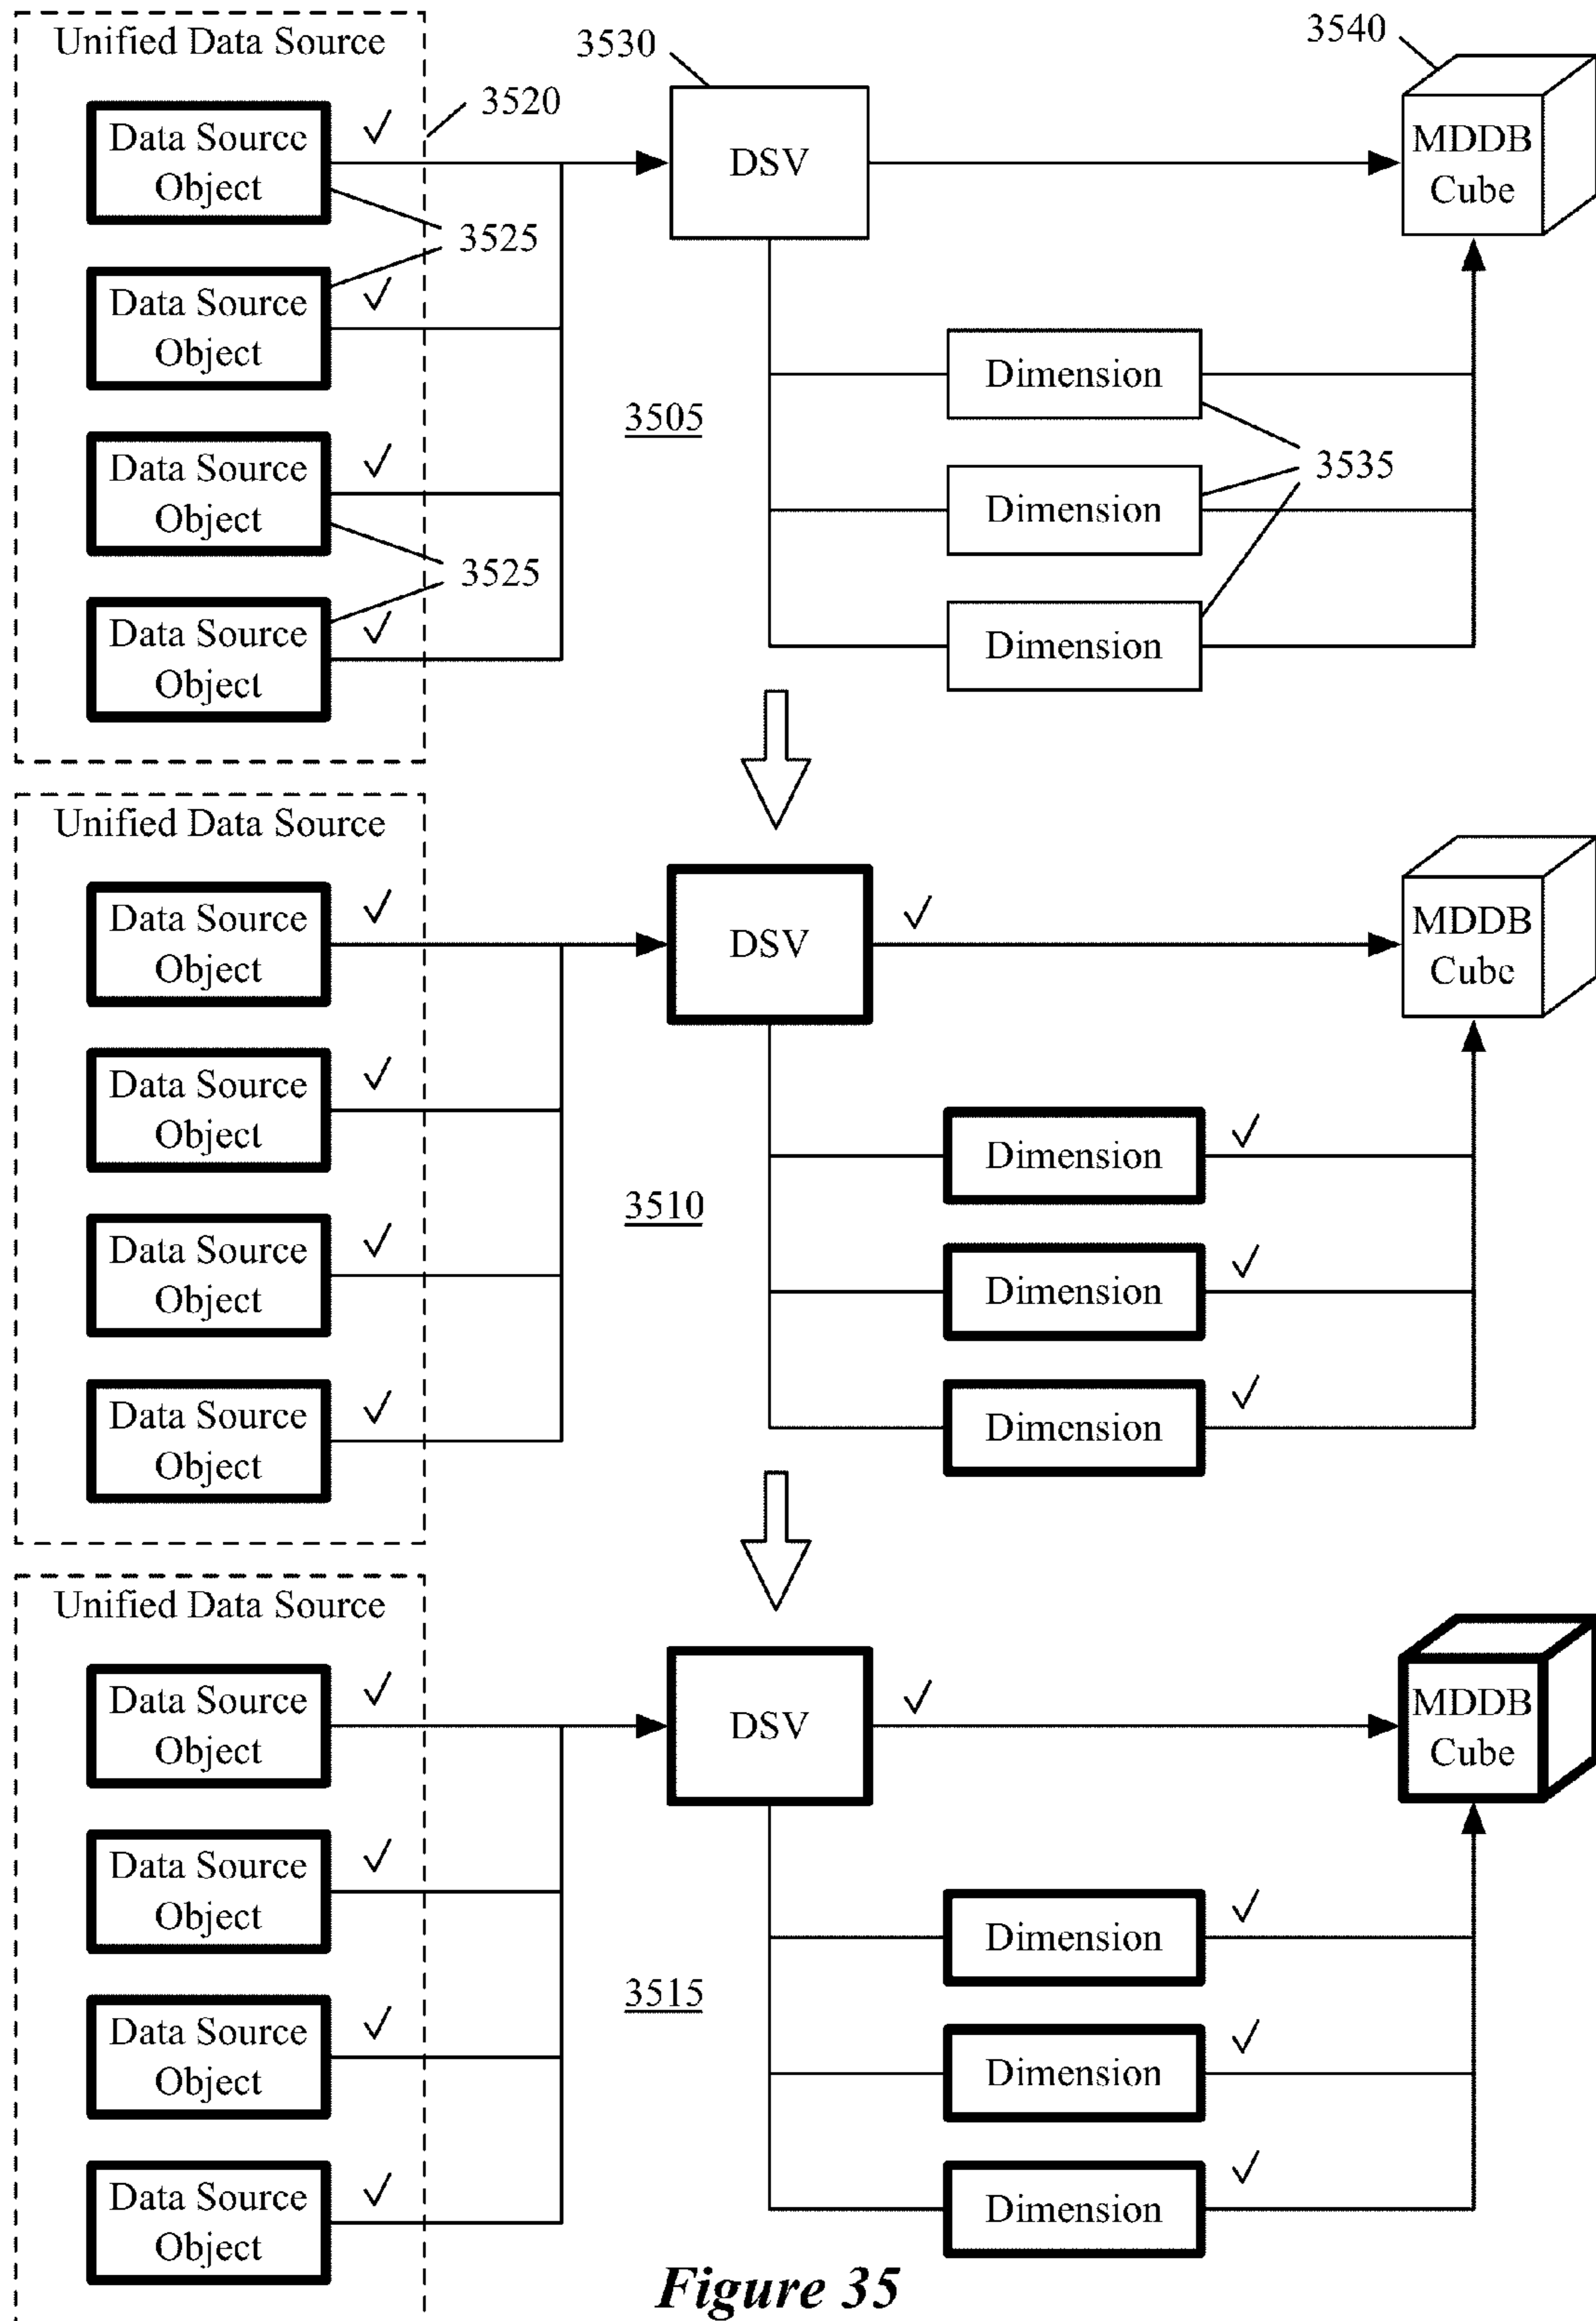 Unified Data Source
3530
3540
3520
Data Source
Object
✓
DSV
MDDB
Cube
3525
Data Source
Object
✓
Dimension
3505
Data Source
Object
✓
3535
Dimension
3525
Data Source
Object
✓
Dimension
Unified Data Source
Data Source
Object
✓
DSV
✓
MDDB
Cube
Data Source
Object
✓
Dimension
✓
3510
Data Source
Object
✓
Dimension
✓
Data Source
Object
✓
Dimension
✓
Unified Data Source
Data Source
Object
✓
DSV
✓
MDDB
Cube
Data Source
Object
✓
Dimension
✓
3515
Data Source
Object
✓
Dimension
✓
Data Source
Object
✓
Dimension
✓
Figure 35